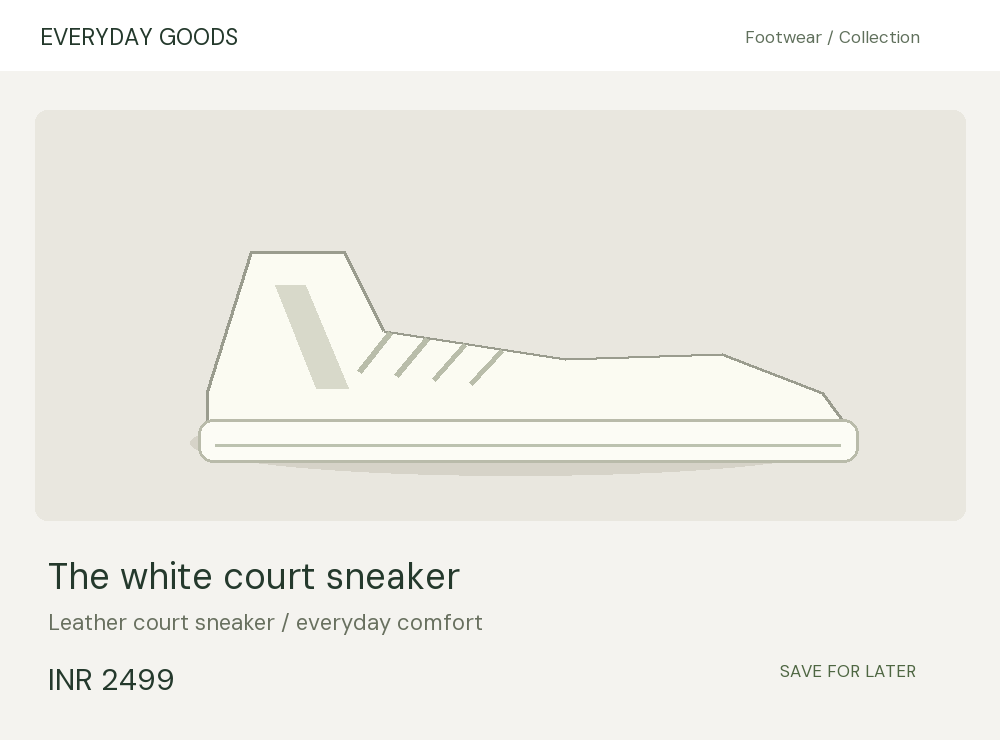 EVERYDAY GOODS
Footwear / Collection
The white court sneaker
Leather court sneaker / everyday comfort
INR 2499
SAVE FOR LATER